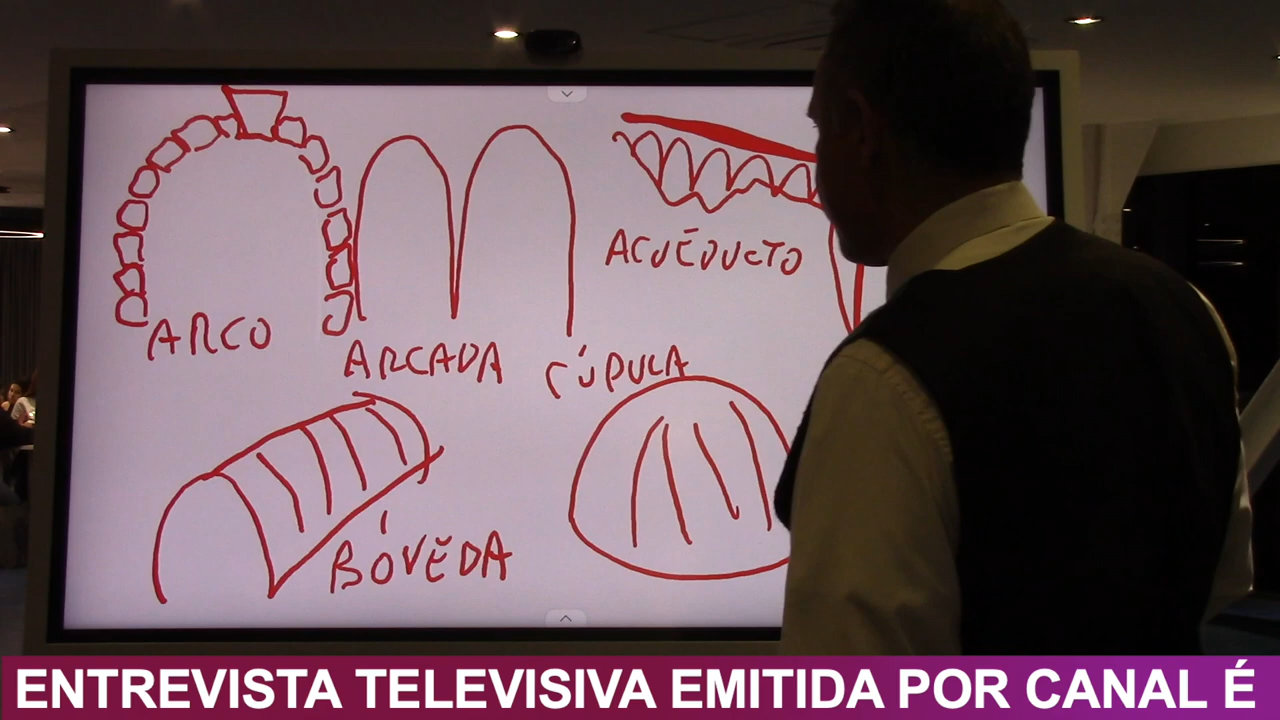 ARCO
ARCADA
ACUEDUCTO
CÚPULA
BÓVEDA
ENTREVISTA TELEVISIVA EMITIDA POR CANAL É